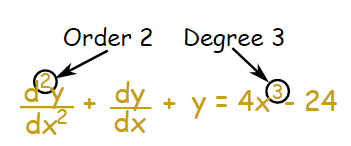 Order 2 Degree 3
d²y/dx² + dy/dx + y = 4x³ - 24